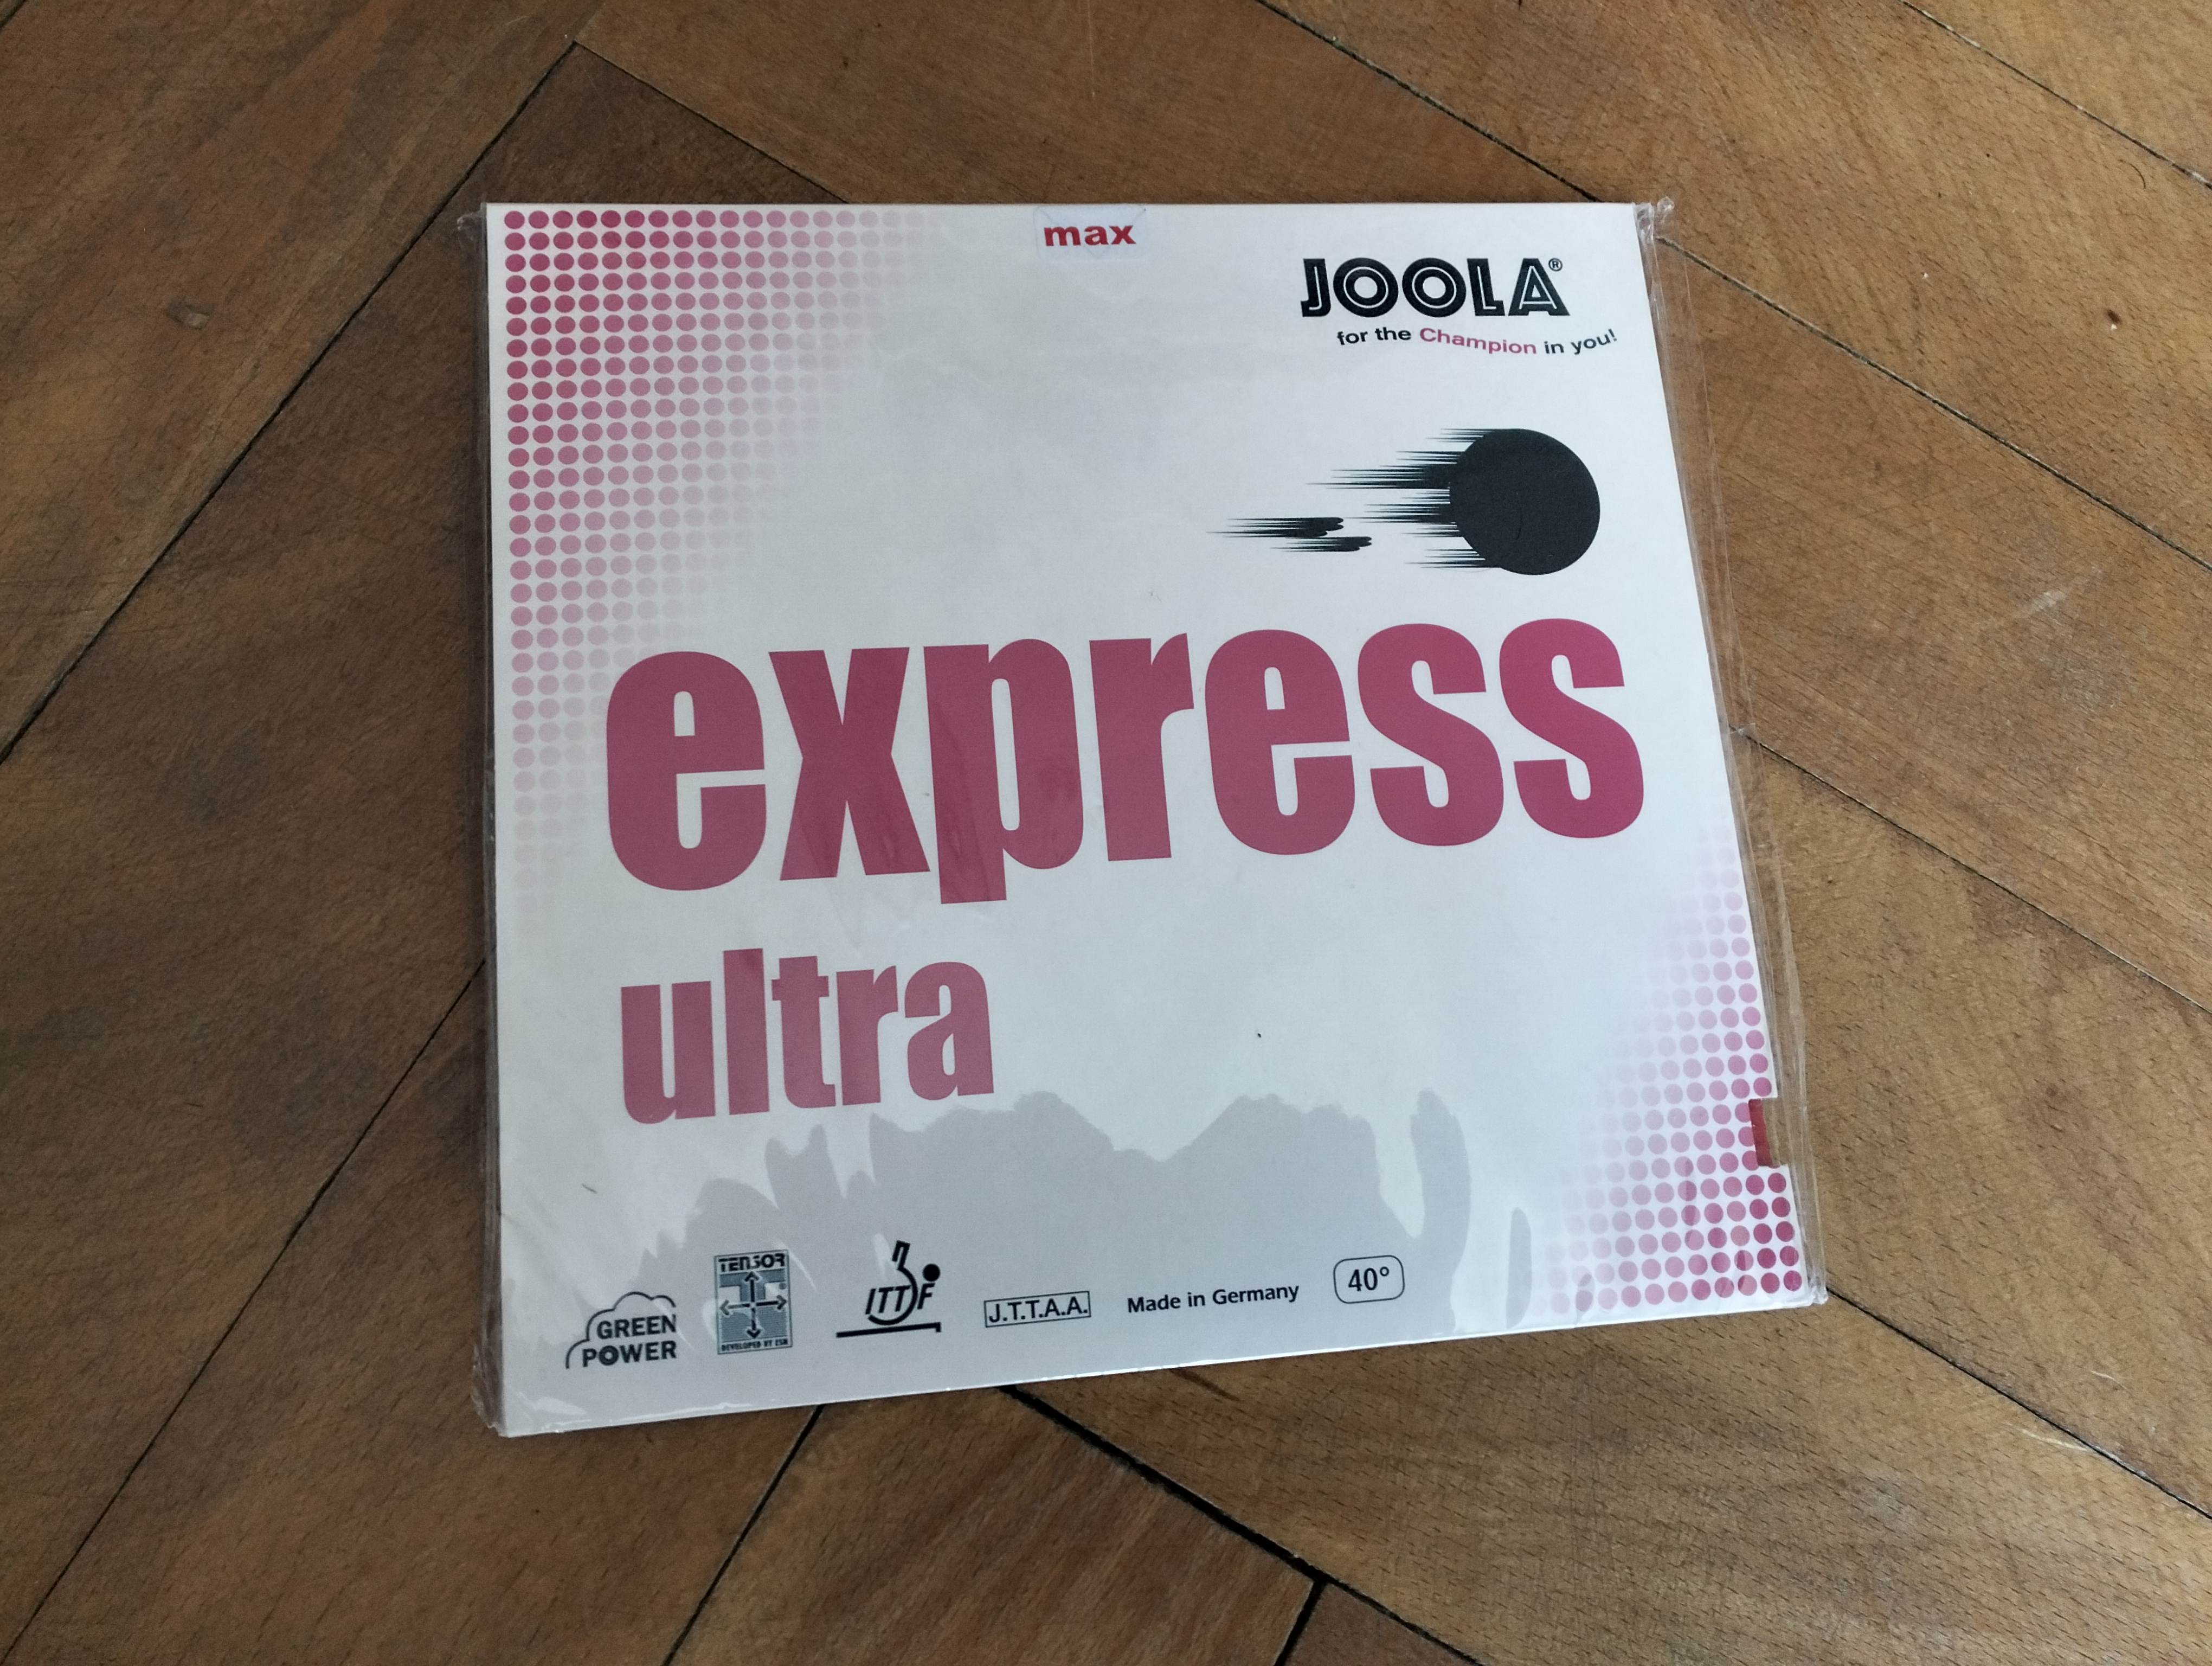 max
JOOLA®
for the Champion in you!
express
ultra
GREEN
POWER
TENSOR
DEVELOPED BY ESN
ITTF
J.T.T.A.A.
Made in Germany
40°